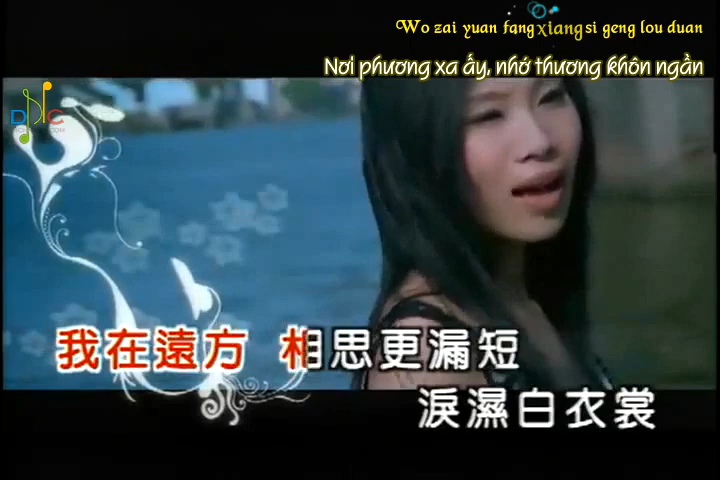 Wo zai yuan fang xiang si geng lou duan
Nơi phương xa ấy, nhớ thương khôn ngần
我在遠方 相思更漏短
淚濕白衣裳